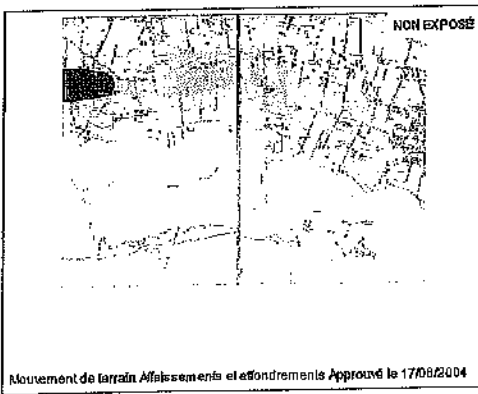 NON EXPOSÉ
Mouvement de terrain Affaissements et effondrements Approuvé le 17/08/2004